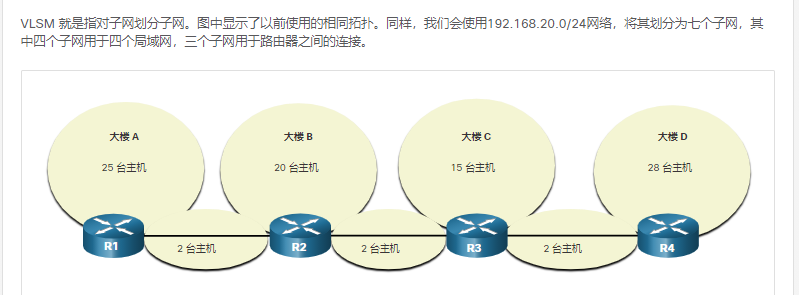 VLSM 就是指对子网划分子网。图中显示了以前使用的相同拓扑。同样，我们会使用192.168.20.0/24网络，将其划分为七个子网，其
中四个子网用于四个局域网，三个子网用于路由器之间的连接。
大楼 A
大楼 B
大楼 C
大楼 D
25 台主机
20 台主机
15 台主机
28 台主机
R1
2 台主机
R2
2 台主机
R3
2 台主机
R4